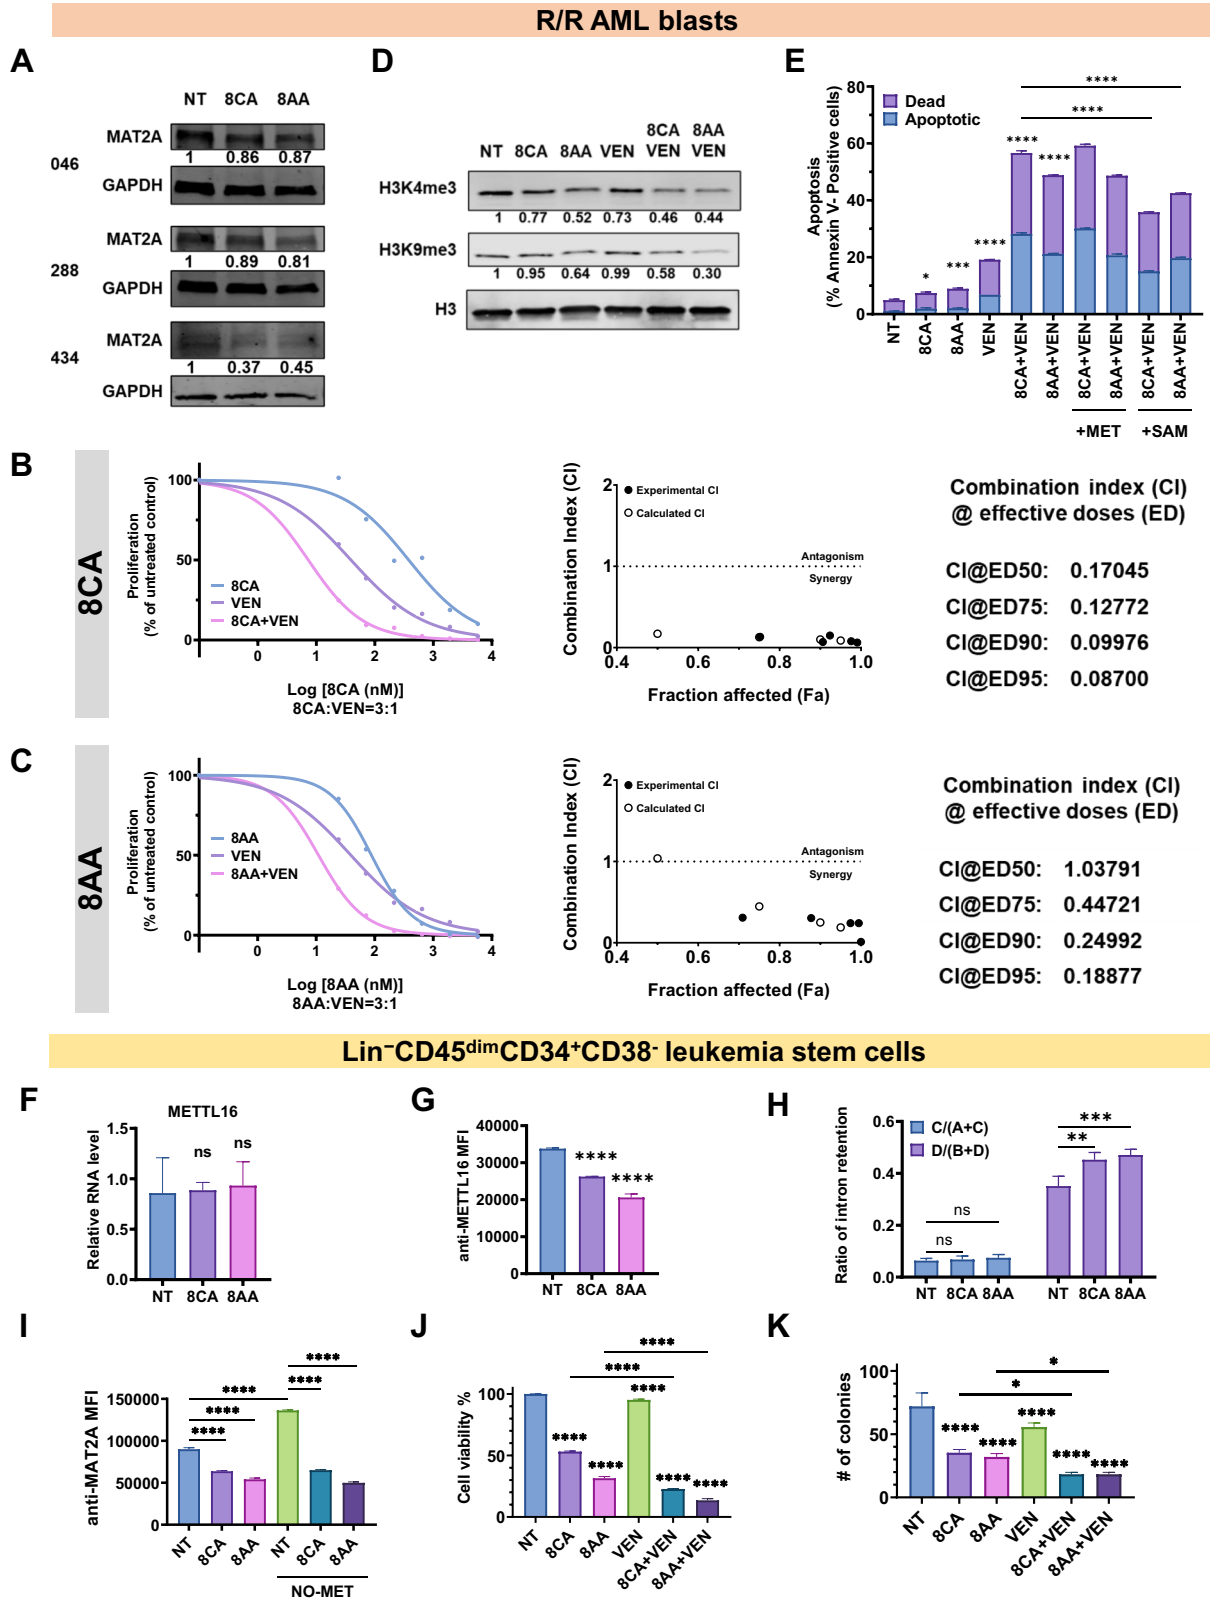 R/R AML blasts
A
NT 8CA 8AA
046
MAT2A
1 0.86 0.87
GAPDH
288
MAT2A
1 0.89 0.81
GAPDH
434
MAT2A
1 0.37 0.45
GAPDH
D
8CA 8AA
NT 8CA 8AA VEN VEN VEN
H3K4me3
1 0.77 0.52 0.73 0.46 0.44
H3K9me3
1 0.95 0.64 0.99 0.58 0.30
H3
E
Apoptosis
(% Annexin V- Positive cells)
80
60
40
20
0
Dead
Apoptotic
* *** **** **** **** **** ****
NT 8CA 8AA VEN 8CA+VEN 8AA+VEN 8CA+VEN 8AA+VEN 8CA+VEN 8AA+VEN
+MET +SAM
B
8CA
Proliferation
(% of untreated control)
100
50
0
8CA
VEN
8CA+VEN
0 1 2 3 4
Log [8CA (nM)]
8CA:VEN=3:1
Combination Index (CI)
2
1
0
Experimental CI
Calculated CI
Antagonism
Synergy
0.4 0.6 0.8 1.0
Fraction affected (Fa)
Combination index (CI)
@ effective doses (ED)
CI@ED50: 0.17045
CI@ED75: 0.12772
CI@ED90: 0.09976
CI@ED95: 0.08700
C
8AA
Proliferation
(% of untreated control)
100
50
0
8AA
VEN
8AA+VEN
0 1 2 3 4
Log [8AA (nM)]
8AA:VEN=3:1
Combination Index (CI)
2
1
0
Experimental CI
Calculated CI
Antagonism
Synergy
0.4 0.6 0.8 1.0
Fraction affected (Fa)
Combination index (CI)
@ effective doses (ED)
CI@ED50: 1.03791
CI@ED75: 0.44721
CI@ED90: 0.24992
CI@ED95: 0.18877
Lin⁻CD45ᵈⁱᵐCD34⁺CD38⁻ leukemia stem cells
F
METTL16
Relative RNA level
1.5
1.0
0.5
0.0
ns ns
NT 8CA 8AA
G
anti-METTL16 MFI
40000
30000
20000
10000
0
**** ****
NT 8CA 8AA
H
Ratio of intron retention
0.6
0.4
0.2
0.0
C/(A+C)
D/(B+D)
ns
ns
***
**
NT 8CA 8AA NT 8CA 8AA
I
anti-MAT2A MFI
150000
100000
50000
0
****
****
****
****
****
NT 8CA 8AA NT 8CA 8AA
NO-MET
J
Cell viability %
100
50
0
****
****
**** **** **** **** ****
NT 8CA 8AA VEN 8CA+VEN 8AA+VEN
K
# of colonies
100
50
0
*
*
**** **** **** **** ****
NT 8CA 8AA VEN 8CA+VEN 8AA+VEN